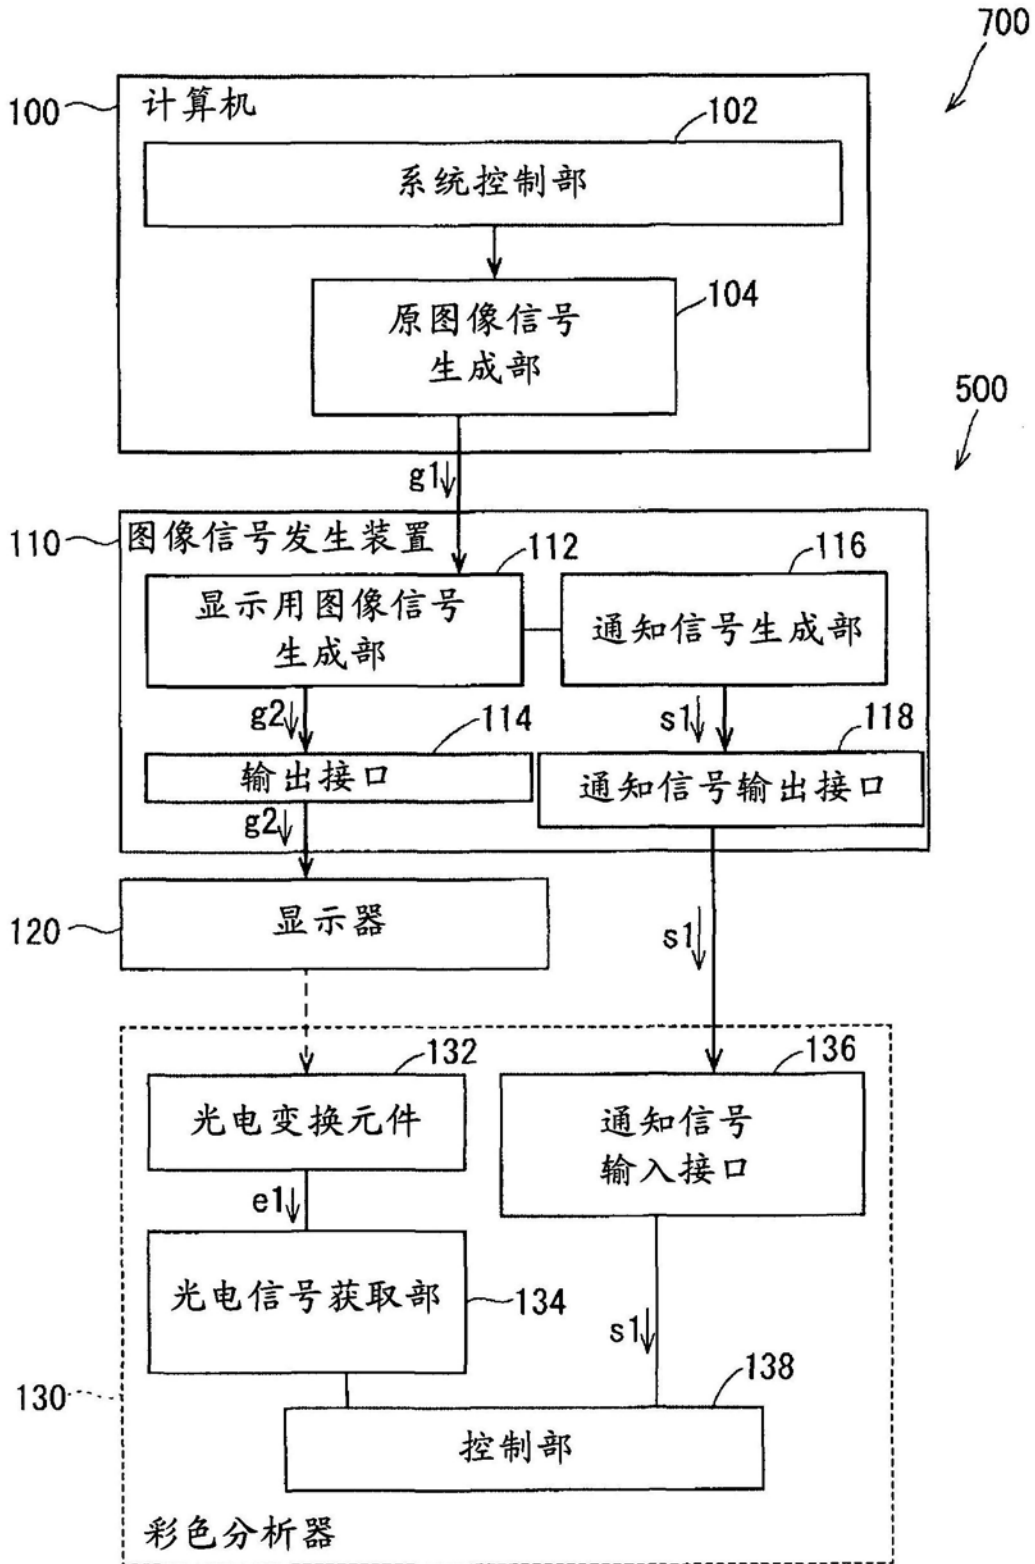 700
100
计算机
102
系统控制部
104
原图像信号
生成部
500
g1
110
图像信号发生装置
112
116
显示用图像信号
生成部
通知信号生成部
g2
114
s1
118
输出接口
通知信号输出接口
g2
120
显示器
s1
132
136
光电变换元件
通知信号
输入接口
e1
光电信号获取部
134
s1
138
130
控制部
彩色分析器